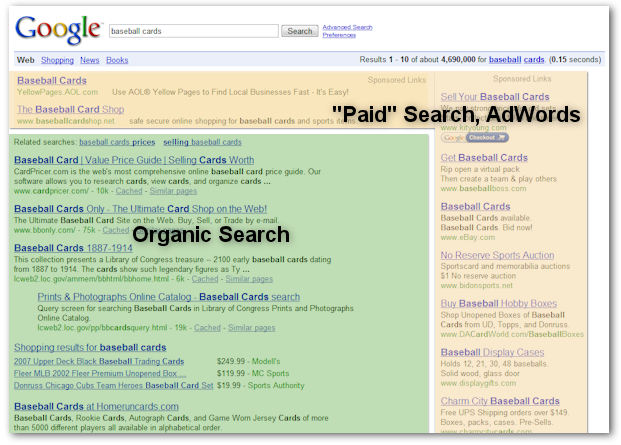 Google
baseball cards
Search
Advanced Search
Preferences
Web Shopping News Books
Results 1 - 10 of about 4,690,000 for baseball cards. (0.15 seconds)
Baseball Cards
Sponsored Links
YellowPages.AOL.com Use AOL® Yellow Pages to Find Local Businesses Fast - It's Easy!
The Baseball Card Shop
www.baseballcardshop.net safe secure online shopping for baseball cards and sports items
"Paid" Search, AdWords
Related searches: baseball cards prices selling baseball cards
Baseball Card | Value Price Guide | Selling Cards Worth
CardPricer.com is the web's most comprehensive online baseball card price guide. Our
software allows you to research cards, view cards, and organize cards ...
www.cardpricer.com/ - 10k - Cached - Similar pages
Baseball Cards Only - The Ultimate Card Shop on the Web!
The Ultimate Baseball Card Site on the Web. Buy, Sell, or Trade by e-mail.
www.bbonly.com/ - 75k - Cached - Similar pages
Organic Search
Baseball Cards 1887-1914
This collection presents a Library of Congress treasure -- 2100 early baseball cards dating
from 1887 to 1914. The cards show such legendary figures as Ty ...
lcweb2.loc.gov/ammem/bbhtml/bbhome.html - 6k - Cached - Similar pages
Prints & Photographs Online Catalog - Baseball Cards search
Query screen for searching Baseball Cards in Library of Congress Prints and Photographs
Online Catalog.
lcweb2.loc.gov/pp/bbcardsquery.html - 19k - Cached - Similar pages
Shopping results for baseball cards
2007 Upper Deck Black Baseball Trading Cards $249.99 - Modell's
Fleer MLB 2002 Fleer Premium Unopened Box ... $119.99 - MC Sports
Donruss Chicago Cubs Team Heroes Baseball Card Set $19.99 - Sports Authority
Baseball Cards at Homeruncards.com
Baseball Cards, Rookie Cards, Autograph Cards, and Game Worn Jersey Cards of more
than 5000 different players all available in alphabetical order.
Sponsored Links
Sell Your Baseball Cards
www.kityoung.com
Google Checkout
Get Baseball Cards
Rip open a virtual pack
Then create a team & play others
www.baseballboss.com
Baseball Cards
Baseball Cards available.
Baseball Cards. Bid now!
www.eBay.com
No Reserve Sports Auction
Sportscard and memorabilia auctions
$1 No Reserve auction
www.bidonsports.net
Buy Baseball Hobby Boxes
Shop Unopened Boxes of Baseball
Cards from UD, Topps, and Donruss.
www.DACardWorld.com/BaseballBoxes
Baseball Display Cases
Holds 12, 21, 30, 48 baseballs.
Solid wood, glass door
www.displaygifts.com
Charm City Baseball Cards
Free UPS Shipping orders over $149.
Boxes, packs, cases. Pre-Sells.
www.charmcitycards.com